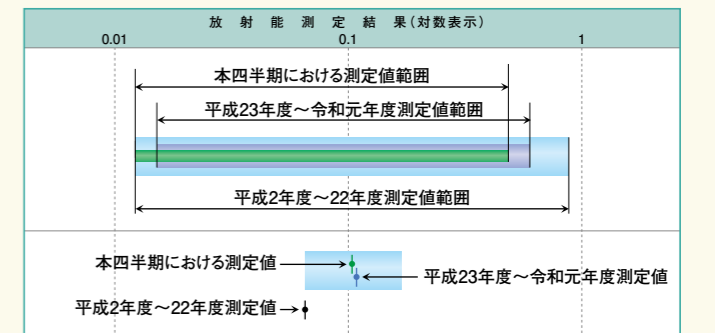 放射能測定結果(対数表示)
0.01 0.1 1
本四半期における測定値範囲
平成23年度～令和元年度測定値範囲
平成2年度～22年度測定値範囲
本四半期における測定値
平成23年度～令和元年度測定値
平成2年度～22年度測定値